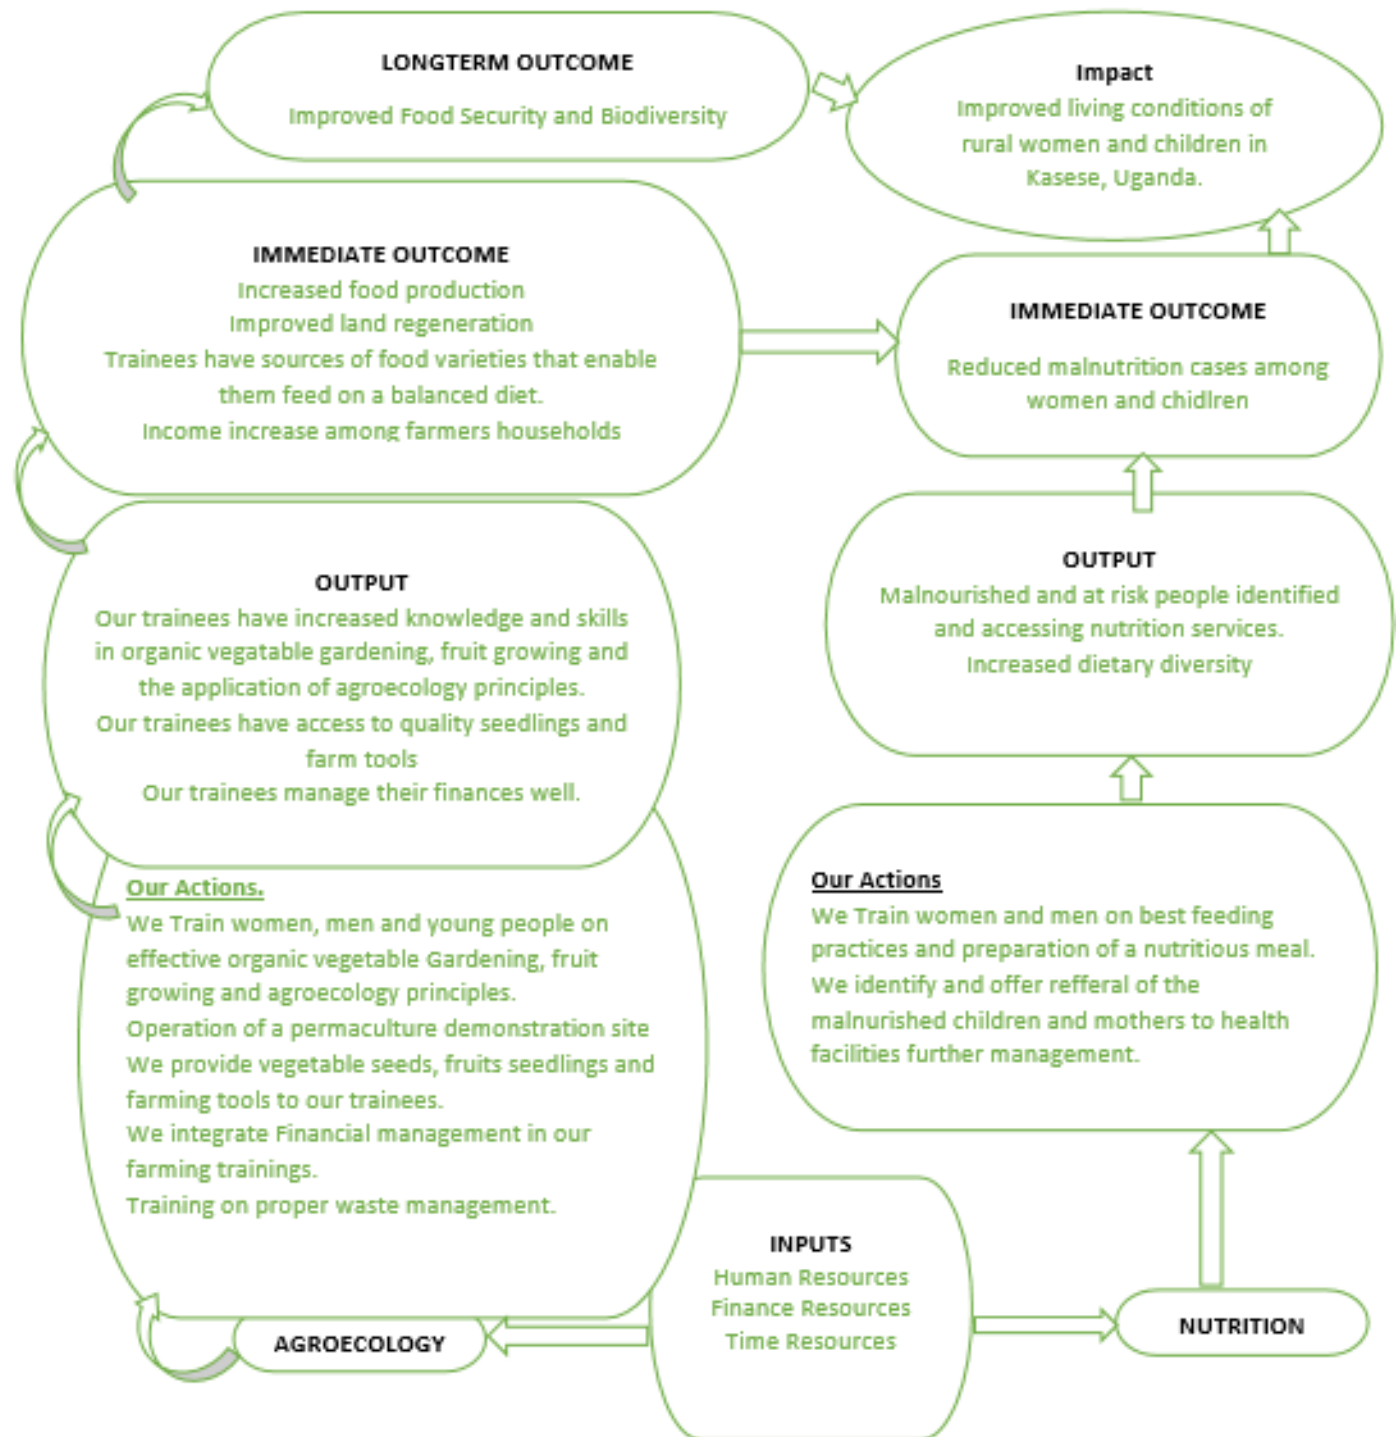 LONGTERM OUTCOME
Improved Food Security and Biodiversity
Impact
Improved living conditions of
rural women and children in
Kasese, Uganda.
IMMEDIATE OUTCOME
Increased food production
Improved land regeneration
Trainees have sources of food varieties that enable
them feed on a balanced diet.
Income increase among farmers households
IMMEDIATE OUTCOME
Reduced malnutrition cases among
women and chidlren
OUTPUT
Our trainees have increased knowledge and skills
in organic vegatable gardening, fruit growing and
the application of agroecology principles.
Our trainees have access to quality seedlings and
farm tools
Our trainees manage their finances well.
OUTPUT
Malnourished and at risk people identified
and accessing nutrition services.
Increased dietary diversity
Our Actions.
We Train women, men and young people on
effective organic vegetable Gardening, fruit
growing and agroecology principles.
Operation of a permaculture demonstration site
We provide vegetable seeds, fruits seedlings and
farming tools to our trainees.
We integrate Financial management in our
farming trainings.
Training on proper waste management.
Our Actions
We Train women and men on best feeding
practices and preparation of a nutritious meal.
We identify and offer refferal of the
malnurished children and mothers to health
facilities further management.
INPUTS
Human Resources
Finance Resources
Time Resources
AGROECOLOGY
NUTRITION